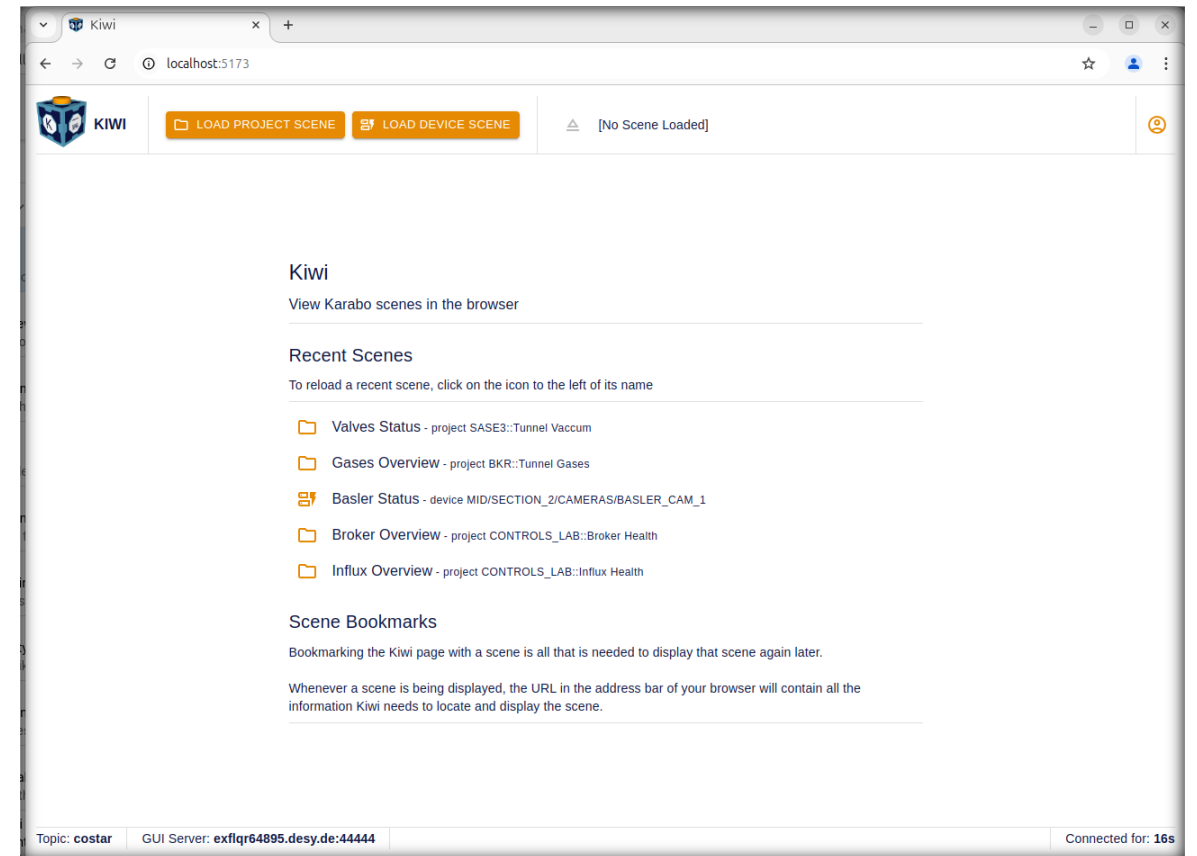 Kiwi
localhost:5173
KIWI
LOAD PROJECT SCENE
LOAD DEVICE SCENE
[No Scene Loaded]
Kiwi
View Karabo scenes in the browser
Recent Scenes
To reload a recent scene, click on the icon to the left of its name
Valves Status - project SASE3::Tunnel Vaccum
Gases Overview - project BKR::Tunnel Gases
Basler Status - device MID/SECTION_2/CAMERAS/BASLER_CAM_1
Broker Overview - project CONTROLS_LAB::Broker Health
Influx Overview - project CONTROLS_LAB::Influx Health
Scene Bookmarks
Bookmarking the Kiwi page with a scene is all that is needed to display that scene again later.
Whenever a scene is being displayed, the URL in the address bar of your browser will contain all the
information Kiwi needs to locate and display the scene.
Topic: costar
GUI Server: exflqr64895.desy.de:44444
Connected for: 16s